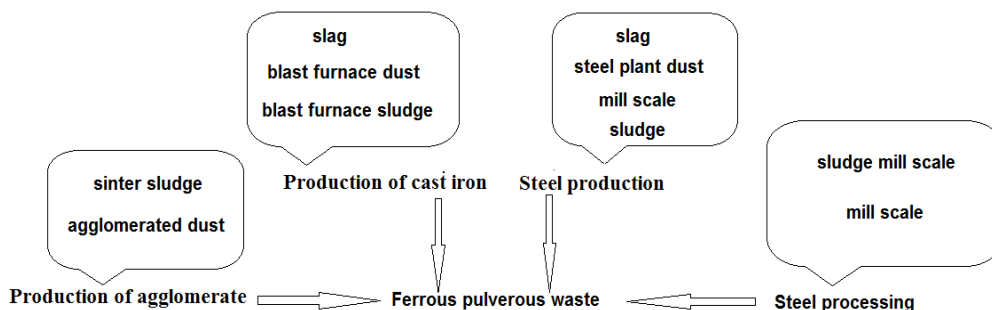 slag
blast furnace dust
blast furnace sludge
slag
steel plant dust
mill scale
sludge
sinter sludge
agglomerated dust
sludge mill scale
mill scale
Production of cast iron
Steel production
Production of agglomerate
Ferrous pulverous waste
Steel processing